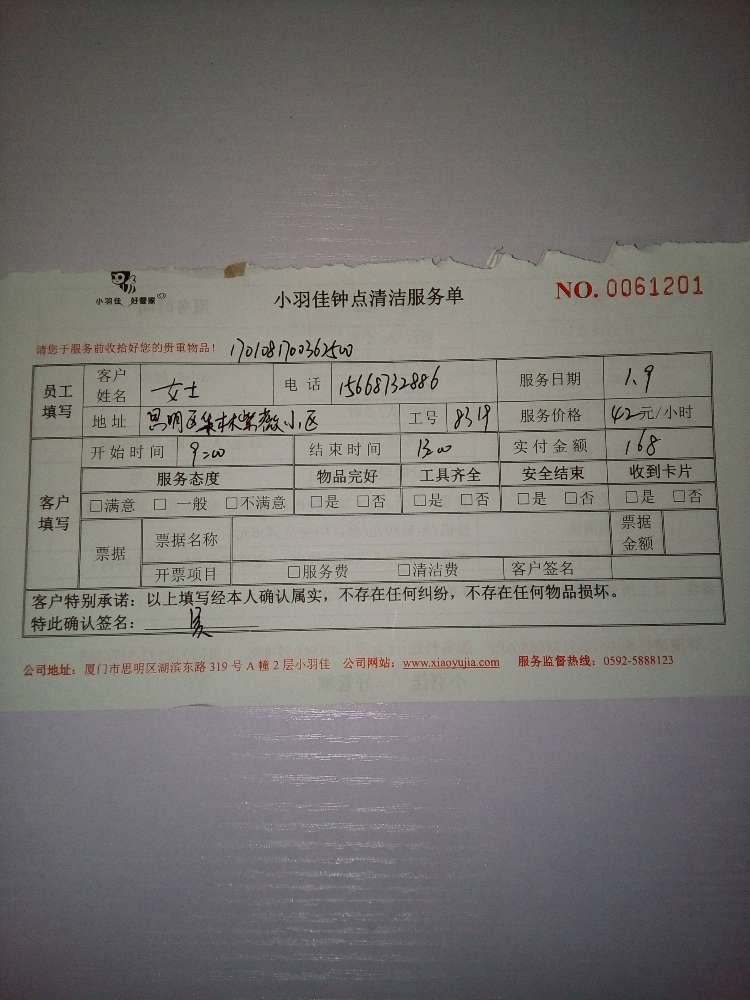 小羽佳 好管家
小羽佳钟点清洁服务单
NO. 0061201
请您于服务前收拾好您的贵重物品! 1701081700362500
员工填写 客户姓名 女士 电 话 15668732886 服务日期 1.9
地 址 思明区 紫薇小区 工号 8319 服务价格 42元/小时
客户填写 开始时间 9:00 结束时间 13:00 实付金额 168
服务态度 物品完好 工具齐全 安全结束 收到卡片
□满意 □ 一般 □不满意 □是 □否 □是 □否 □是 □否 □是 □否
票据 票据名称 票据金额
开票项目 □服务费 □清洁费 客户签名
客户特别承诺:以上填写经本人确认属实,不存在任何纠纷,不存在任何物品损坏。
特此确认签名:
公司地址:厦门市思明区湖滨东路 319 号 A 幢 2 层小羽佳 公司网站:www.xiaoyujia.com 服务监督热线:0592-5888123